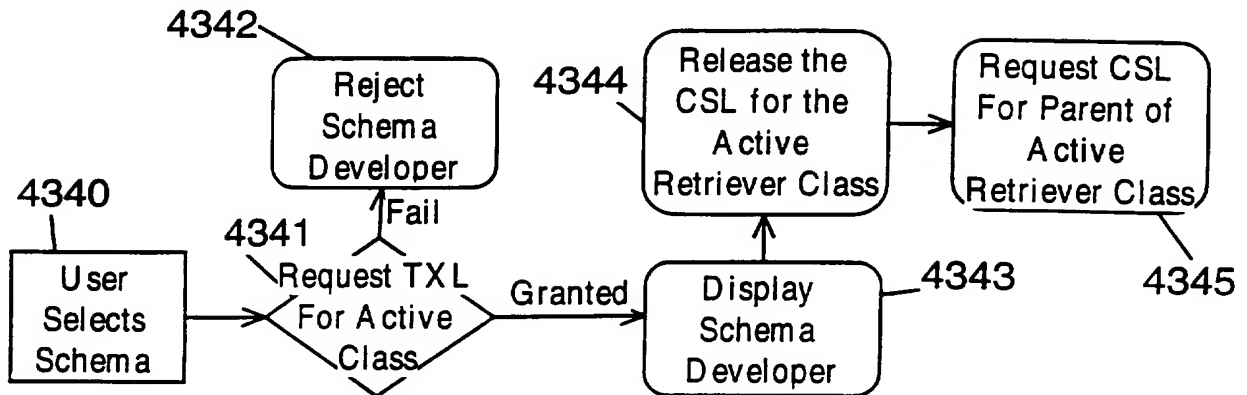 4342
Reject
Schema
Developer
4344
Release the
CSL for the
Active
Retriever Class
Request CSL
For Parent of
Active
Retriever Class
4340
User
Selects
Schema
4341
Fail
Request TXL
For Active
Class
Granted
Display
Schema
Developer
4343
4345